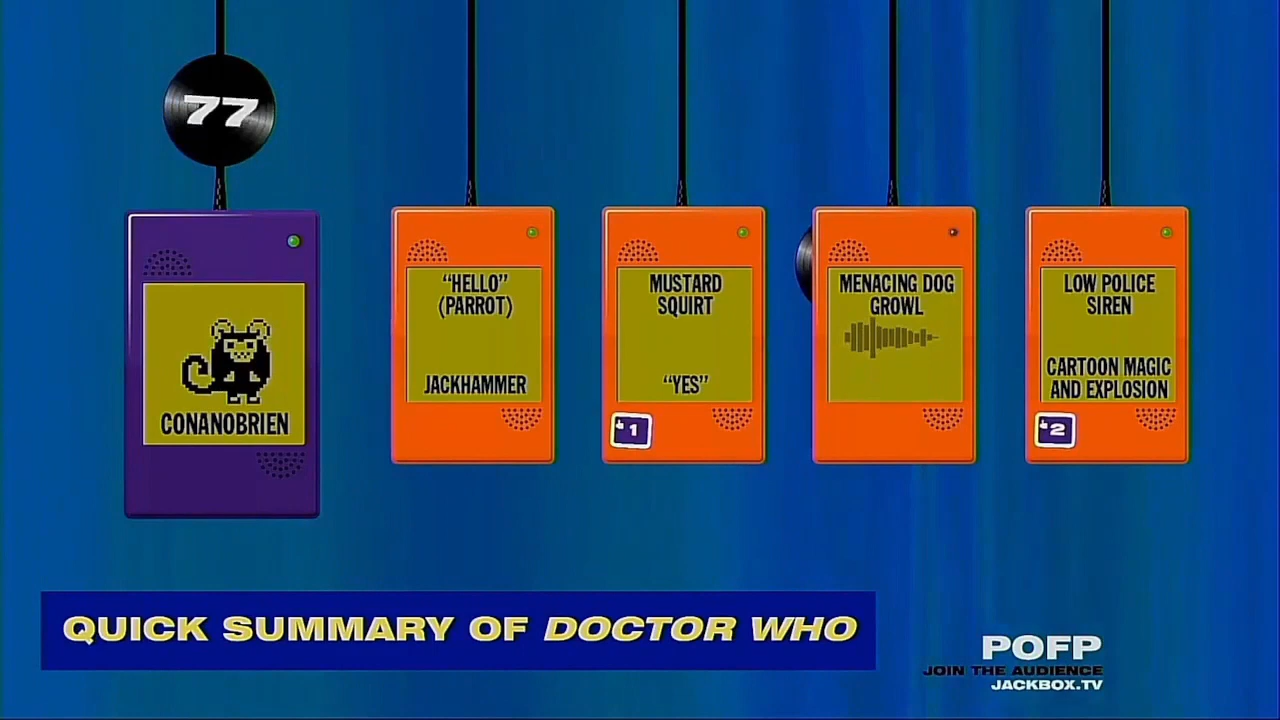 77
CONANOBRIEN
“HELLO”
(PARROT)
JACKHAMMER
MUSTARD
SQUIRT
“YES”
1
MENACING DOG
GROWL
LOW POLICE
SIREN
CARTOON MAGIC
AND EXPLOSION
2
QUICK SUMMARY OF DOCTOR WHO
POFP
JOIN THE AUDIENCE
JACKBOX.TV